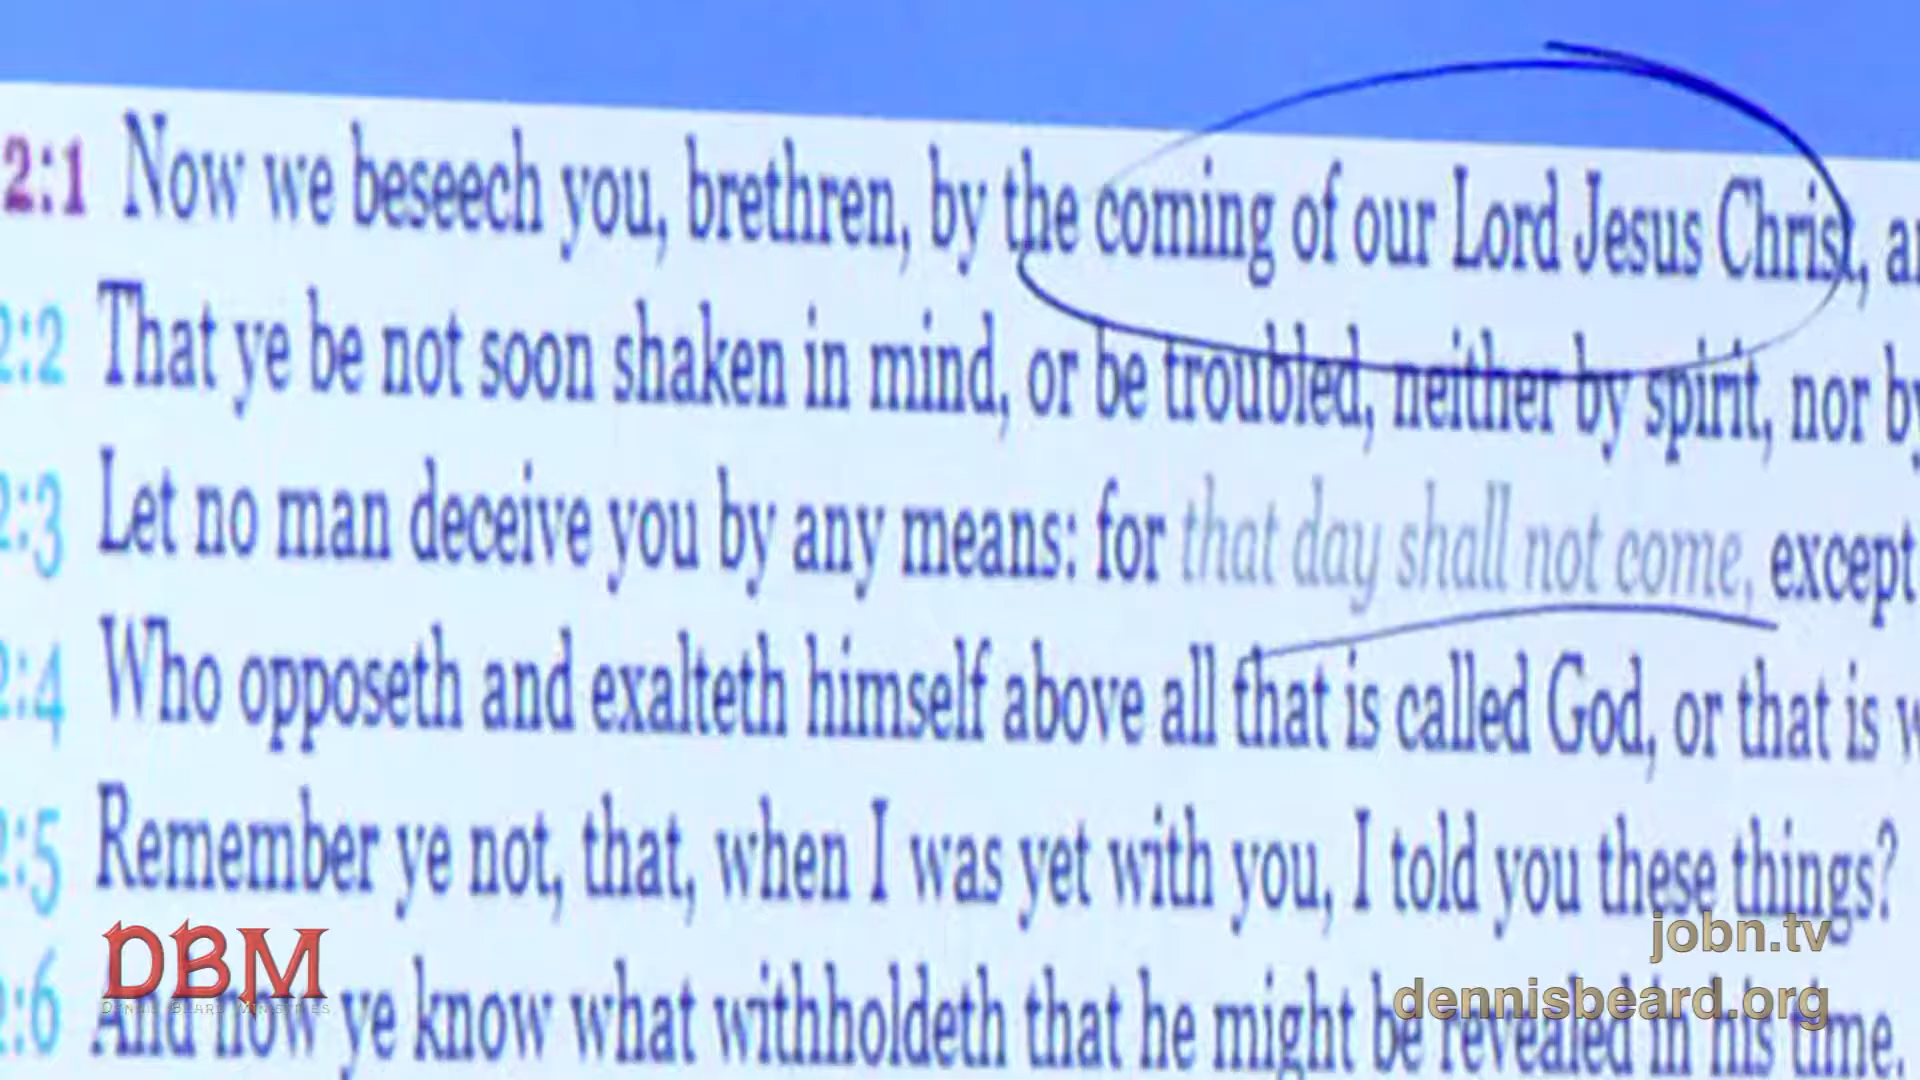 2:1 Now we beseech you, brethren, by the coming of our Lord Jesus Christ,
2:2 That ye be not soon shaken in mind, or be troubled, neither by spirit, nor by
2:3 Let no man deceive you by any means: for that day shall not come, except
2:4 Who opposeth and exalteth himself above all that is called God, or that is
2:5 Remember ye not, that, when I was yet with you, I told you these things?
2:6 And now ye know what withholdeth that he might be revealed in his time.
DBM
DENNIS BEARD MINISTRIES
jobn.tv
dennisbeard.org